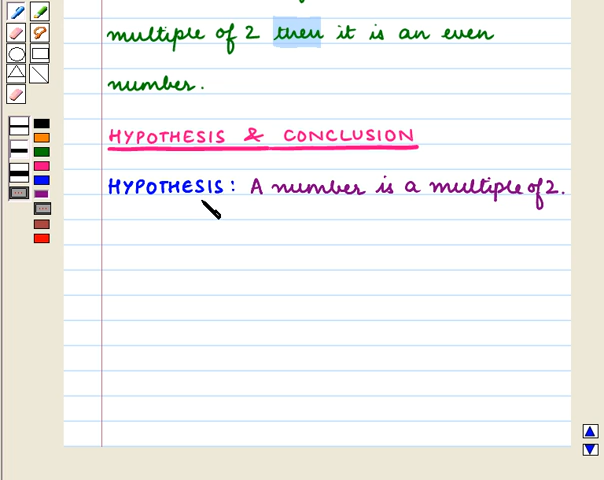 multiple of 2 then it is an even
number.
HYPOTHESIS & CONCLUSION
HYPOTHESIS: A number is a multiple of 2.